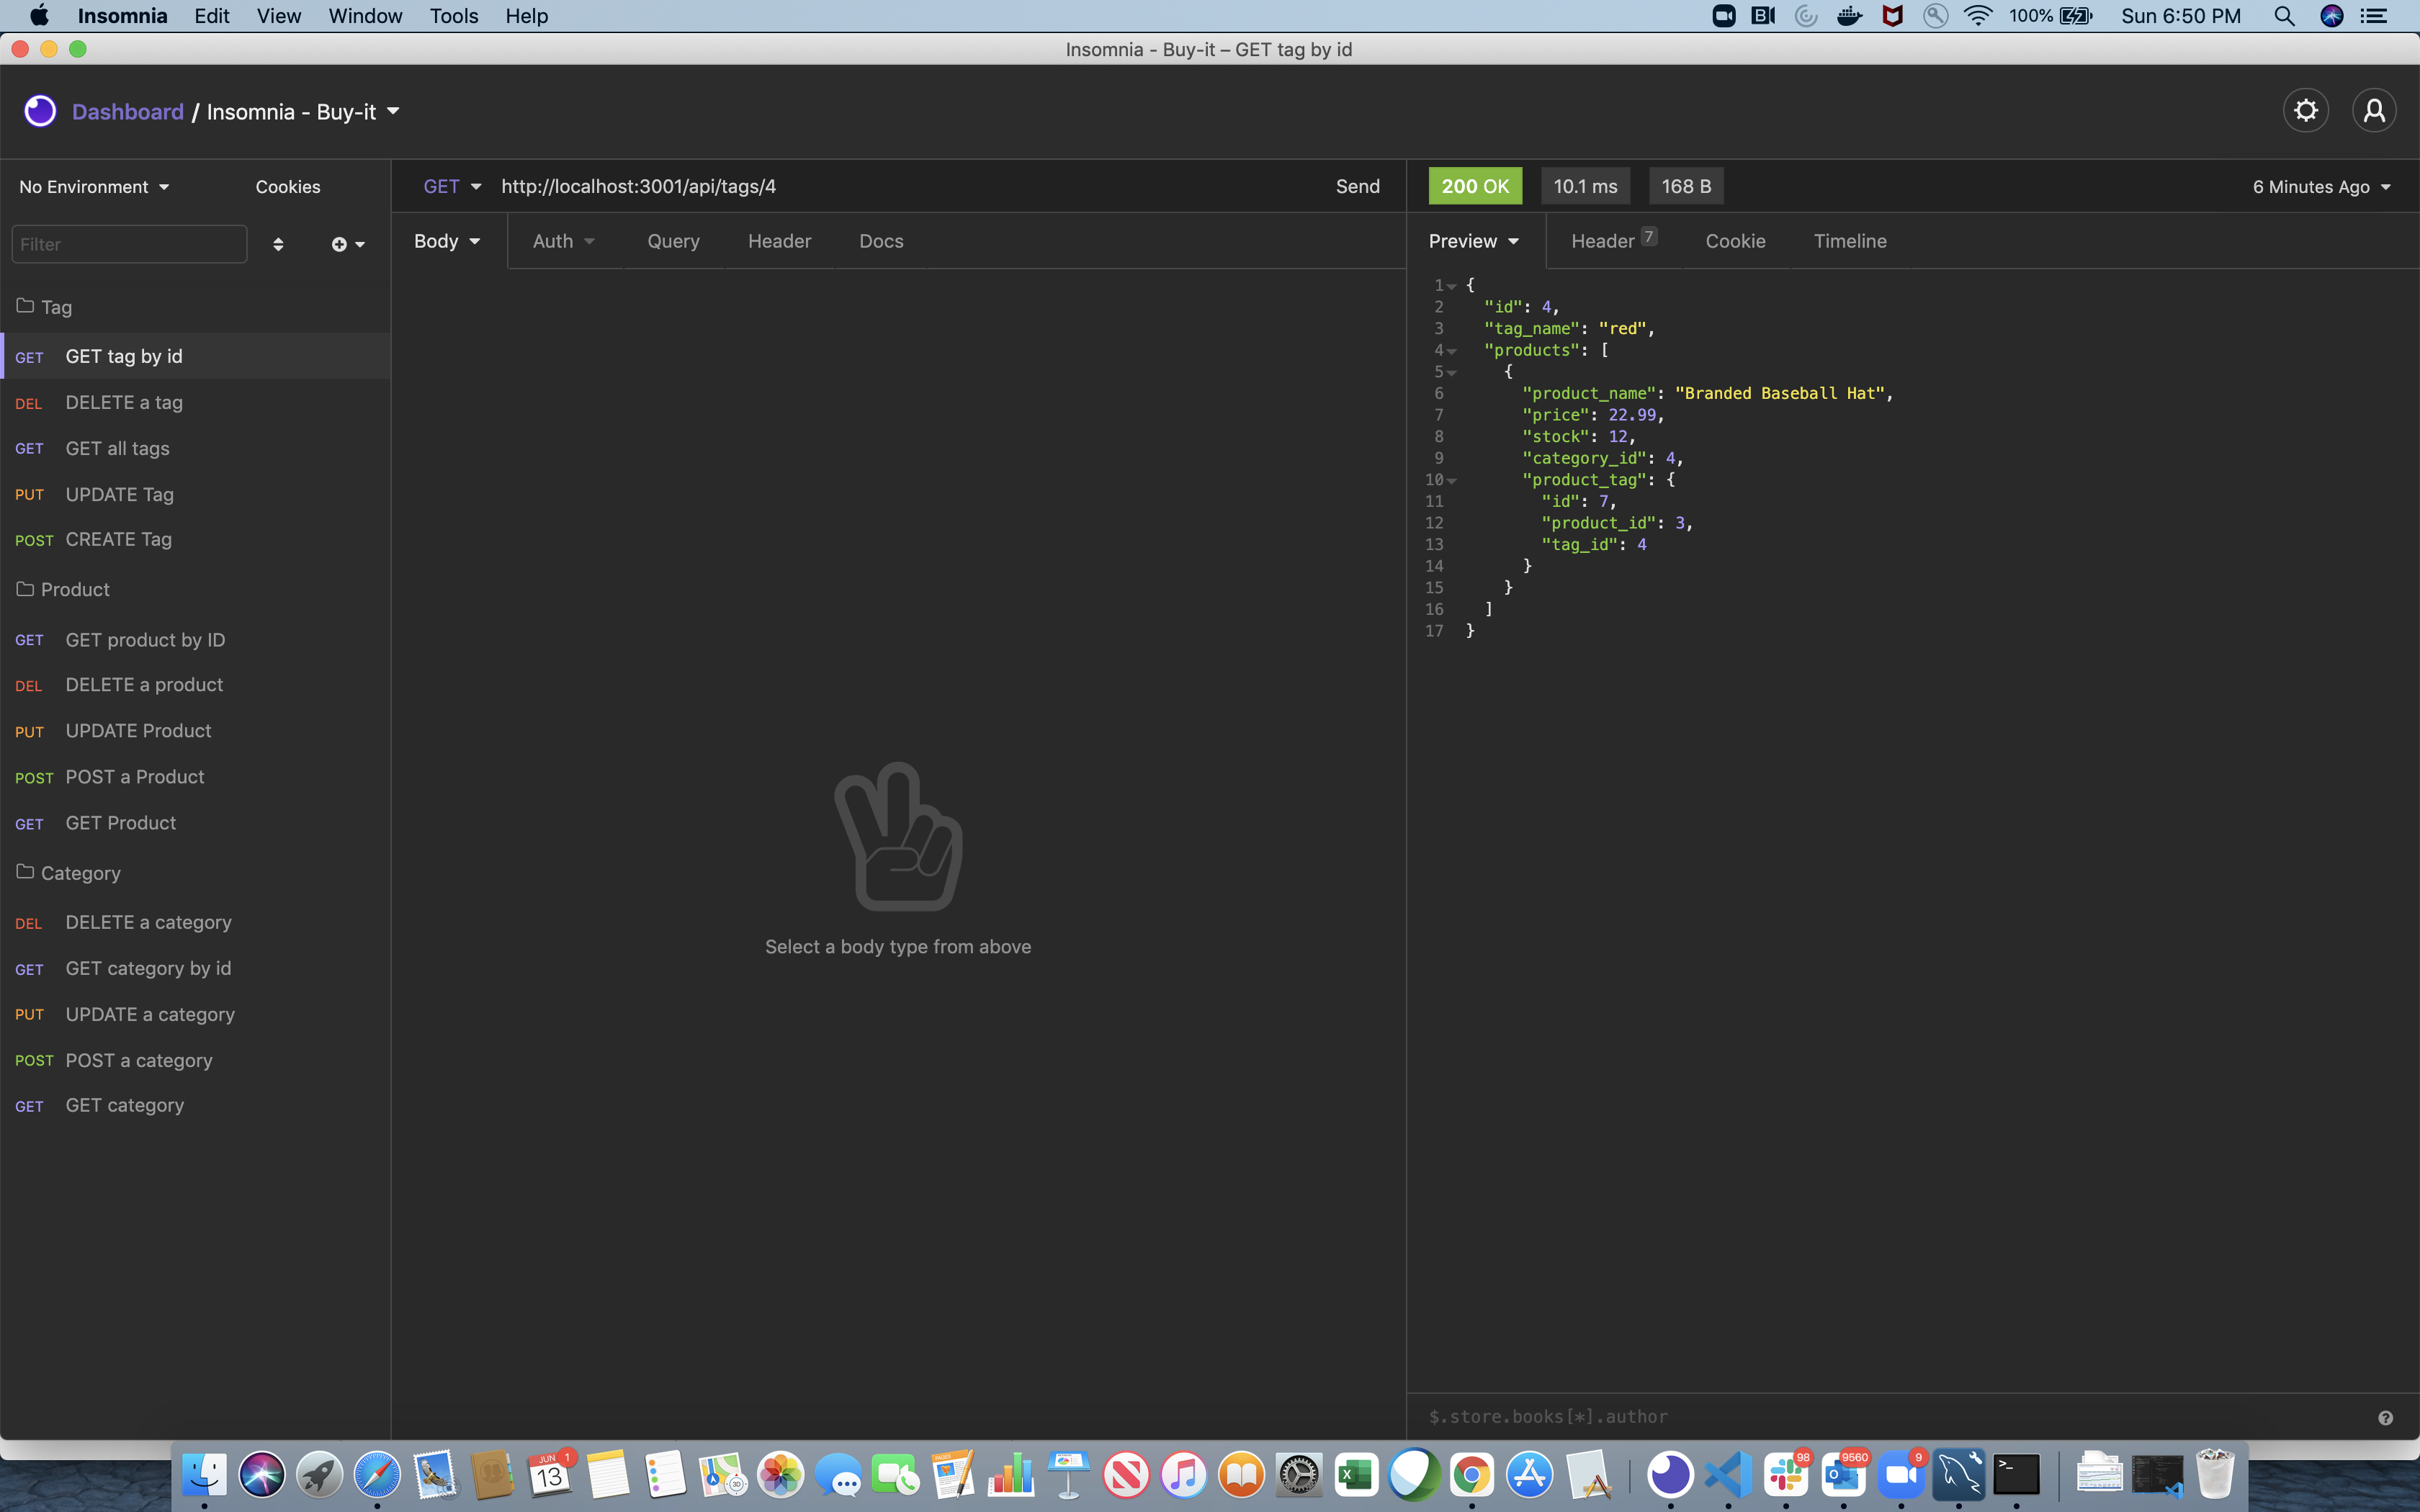 Insomnia Edit View Window Tools Help 100% Sun 6:50 PM
Insomnia - Buy-it – GET tag by id
Dashboard / Insomnia - Buy-it
No Environment Cookies
GET http://localhost:3001/api/tags/4 Send
200 OK 10.1 ms 168 B 6 Minutes Ago
Filter
Body Auth Query Header Docs
Preview Header 7 Cookie Timeline
Tag
GET GET tag by id
DEL DELETE a tag
GET GET all tags
PUT UPDATE Tag
POST CREATE Tag
Product
GET GET product by ID
DEL DELETE a product
PUT UPDATE Product
POST POST a Product
GET GET Product
Category
DEL DELETE a category
GET GET category by id
PUT UPDATE a category
POST POST a category
GET GET category
Select a body type from above
1 {
2 "id": 4,
3 "tag_name": "red",
4 "products": [
5 {
6 "product_name": "Branded Baseball Hat",
7 "price": 22.99,
8 "stock": 12,
9 "category_id": 4,
10 "product_tag": {
11 "id": 7,
12 "product_id": 3,
13 "tag_id": 4
14 }
15 }
16 ]
17 }
$.store.books[*].author
JUN 13 1
98
9560
9